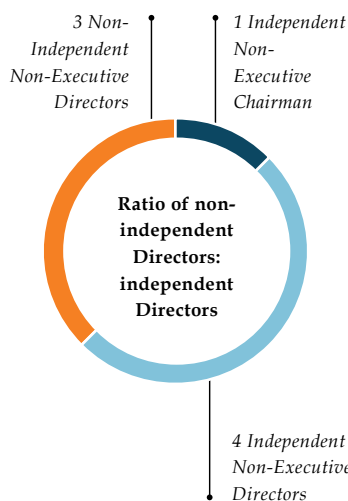 3 Non-
Independent
Non-Executive
Directors
1 Independent
Non-
Executive
Chairman
Ratio of non-
independent
Directors:
independent
Directors
4 Independent
Non-Executive
Directors